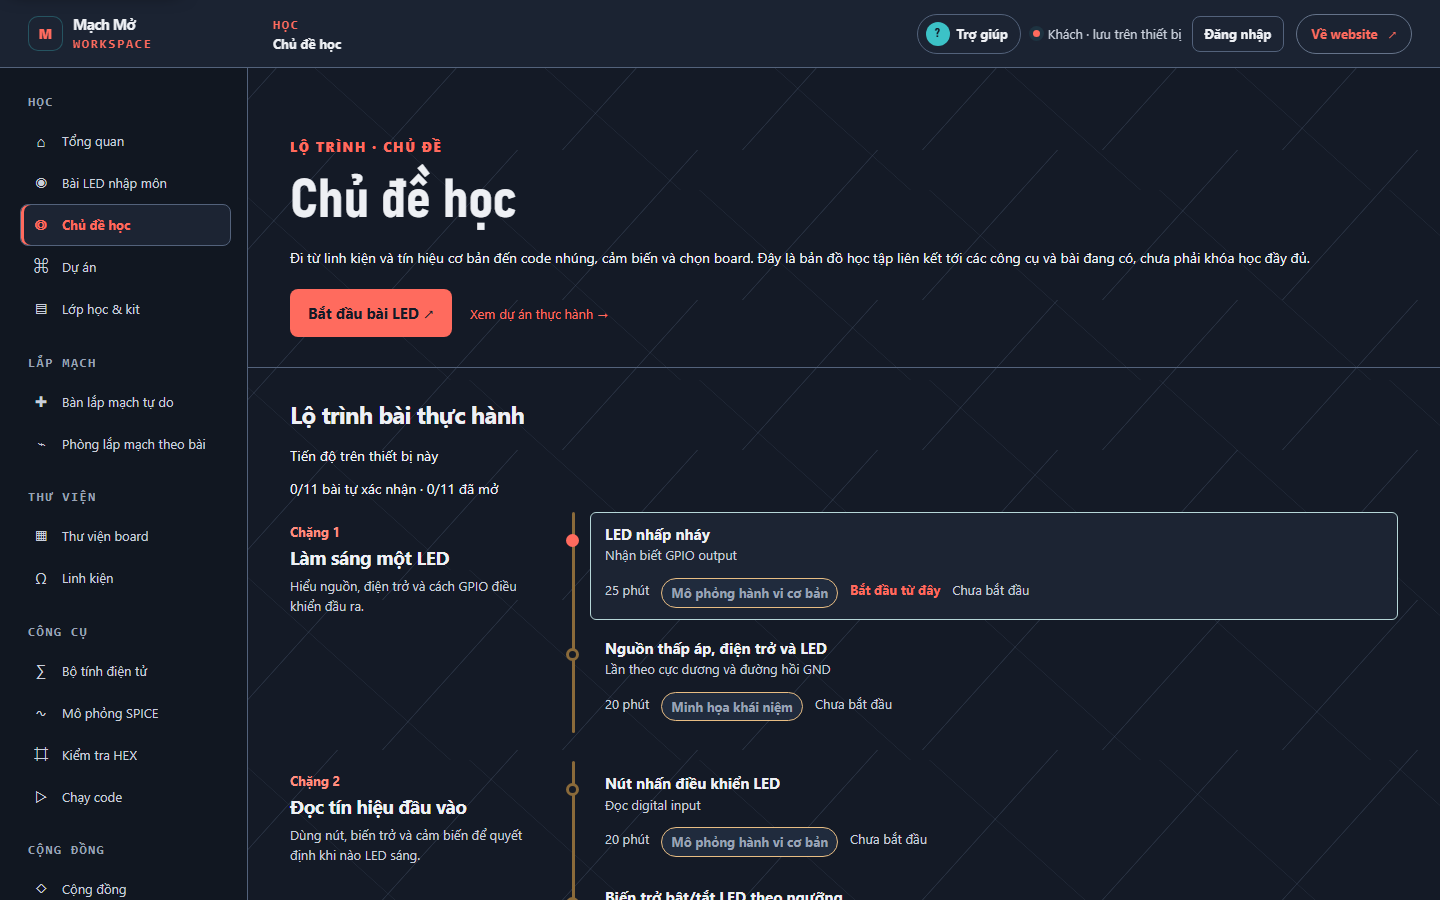 M
Mạch Mở
WORKSPACE
HỌC
Chủ đề học
? Trợ giúp
Khách · lưu trên thiết bị
Đăng nhập
Về website ↗
HỌC
Tổng quan
Bài LED nhập môn
Chủ đề học
Dự án
Lớp học & kit
LẮP MẠCH
Bàn lắp mạch tự do
Phòng lắp mạch theo bài
THƯ VIỆN
Thư viện board
Linh kiện
CÔNG CỤ
Bộ tính điện tử
Mô phỏng SPICE
Kiểm tra HEX
Chạy code
CỘNG ĐỒNG
Cộng đồng
LỘ TRÌNH · CHỦ ĐỀ
Chủ đề học
Đi từ linh kiện và tín hiệu cơ bản đến code nhúng, cảm biến và chọn board. Đây là bản đồ học tập liên kết tới các công cụ và bài đang có, chưa phải khóa học đầy đủ.
Bắt đầu bài LED ↗
Xem dự án thực hành →
Lộ trình bài thực hành
Tiến độ trên thiết bị này
0/11 bài tự xác nhận · 0/11 đã mở
Chặng 1
Làm sáng một LED
Hiểu nguồn, điện trở và cách GPIO điều
khiển đầu ra.
LED nhấp nháy
Nhận biết GPIO output
25 phút Mô phỏng hành vi cơ bản Bắt đầu từ đây Chưa bắt đầu
Nguồn thấp áp, điện trở và LED
Lần theo cực dương và đường hồi GND
20 phút Minh họa khái niệm Chưa bắt đầu
Chặng 2
Đọc tín hiệu đầu vào
Dùng nút, biến trở và cảm biến để quyết
định khi nào LED sáng.
Nút nhấn điều khiển LED
Đọc digital input
20 phút Mô phỏng hành vi cơ bản Chưa bắt đầu
Biến trở bật/tắt LED theo ngưỡng